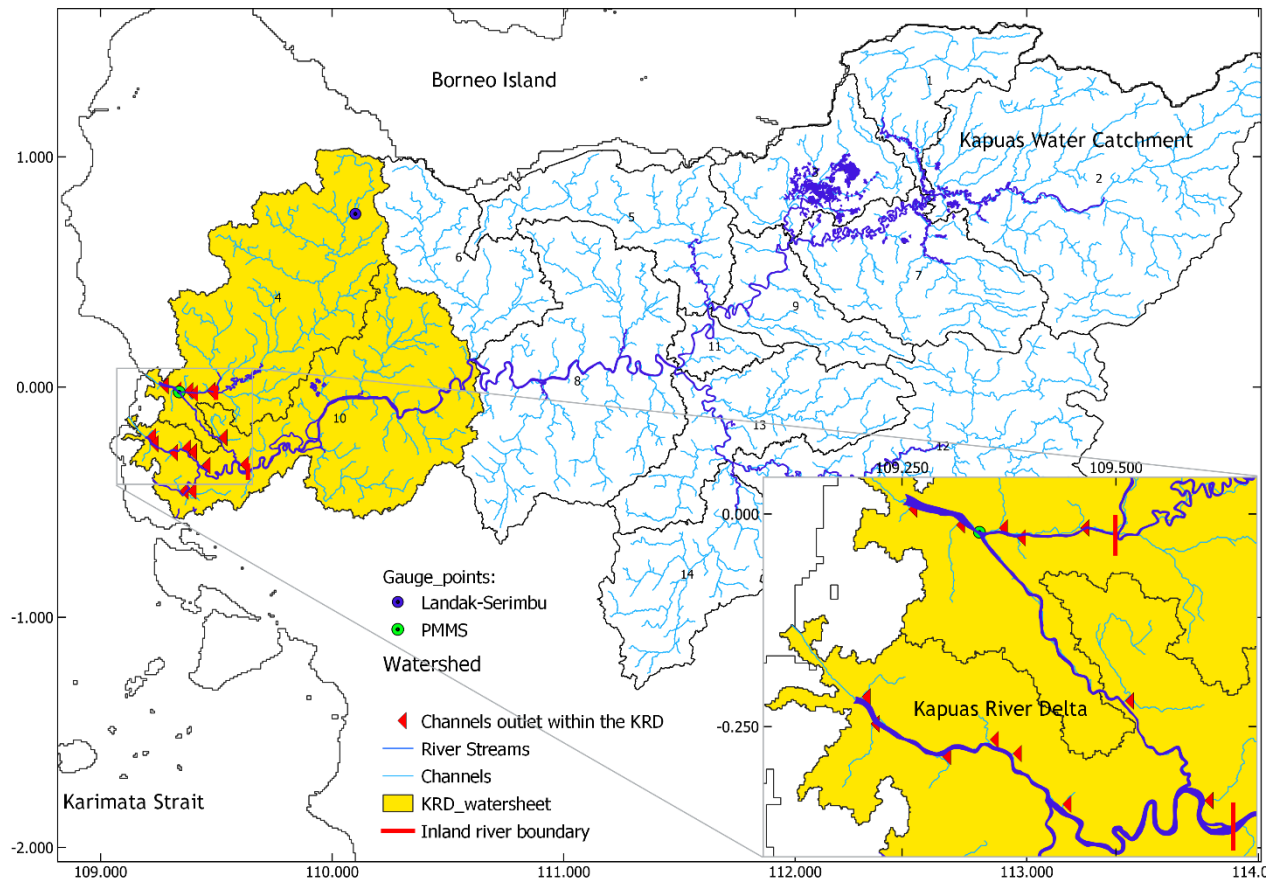 Borneo Island
1
Kapuas Water Catchment
1.000
2
3
5
6
7
4
9
11
0.000
8
10
13
12
109.250
109.500
0.000
14
Gauge_points:
Landak-Serimbu
PMMS
-1.000
Watershed
Kapuas River Delta
-0.250
Channels outlet within the KRD
River Streams
Channels
Karimata Strait
KRD_watersheet
Inland river boundary
-2.000
109.000
110.000
111.000
112.000
113.000
114.0